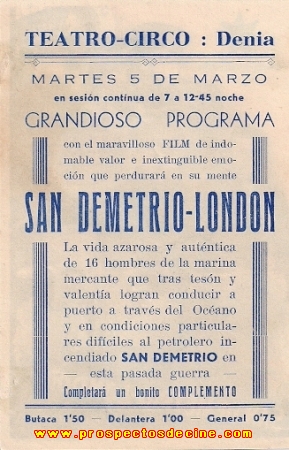 TEATRO-CIRCO : Denia
MARTES 5 DE MARZO
en sesión contínua de 7 a 12-45 noche
GRANDIOSO PROGRAMA
con el maravilloso FILM de indo-
mable valor e inextinguible emo-
ción que perdurará en su mente
SAN DEMETRIO-LONDON
La vida azarosa y auténtica
de 16 hombres de la marina
mercante que tras tesón y
valentía logran conducir a
puerto a través del Océano
y en condiciones particula-
res difíciles al petrolero in-
cendiado SAN DEMETRIO en
— esta pasada guerra —
Completará un bonito COMPLEMENTO
Butaca 1'50 — Delantera 1'00 — General 0'75
www.prospectosdecine.com